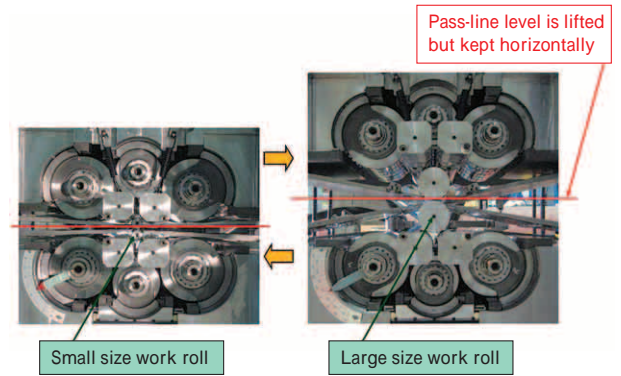 Pass-line level is lifted
but kept horizontally
Small size work roll
Large size work roll